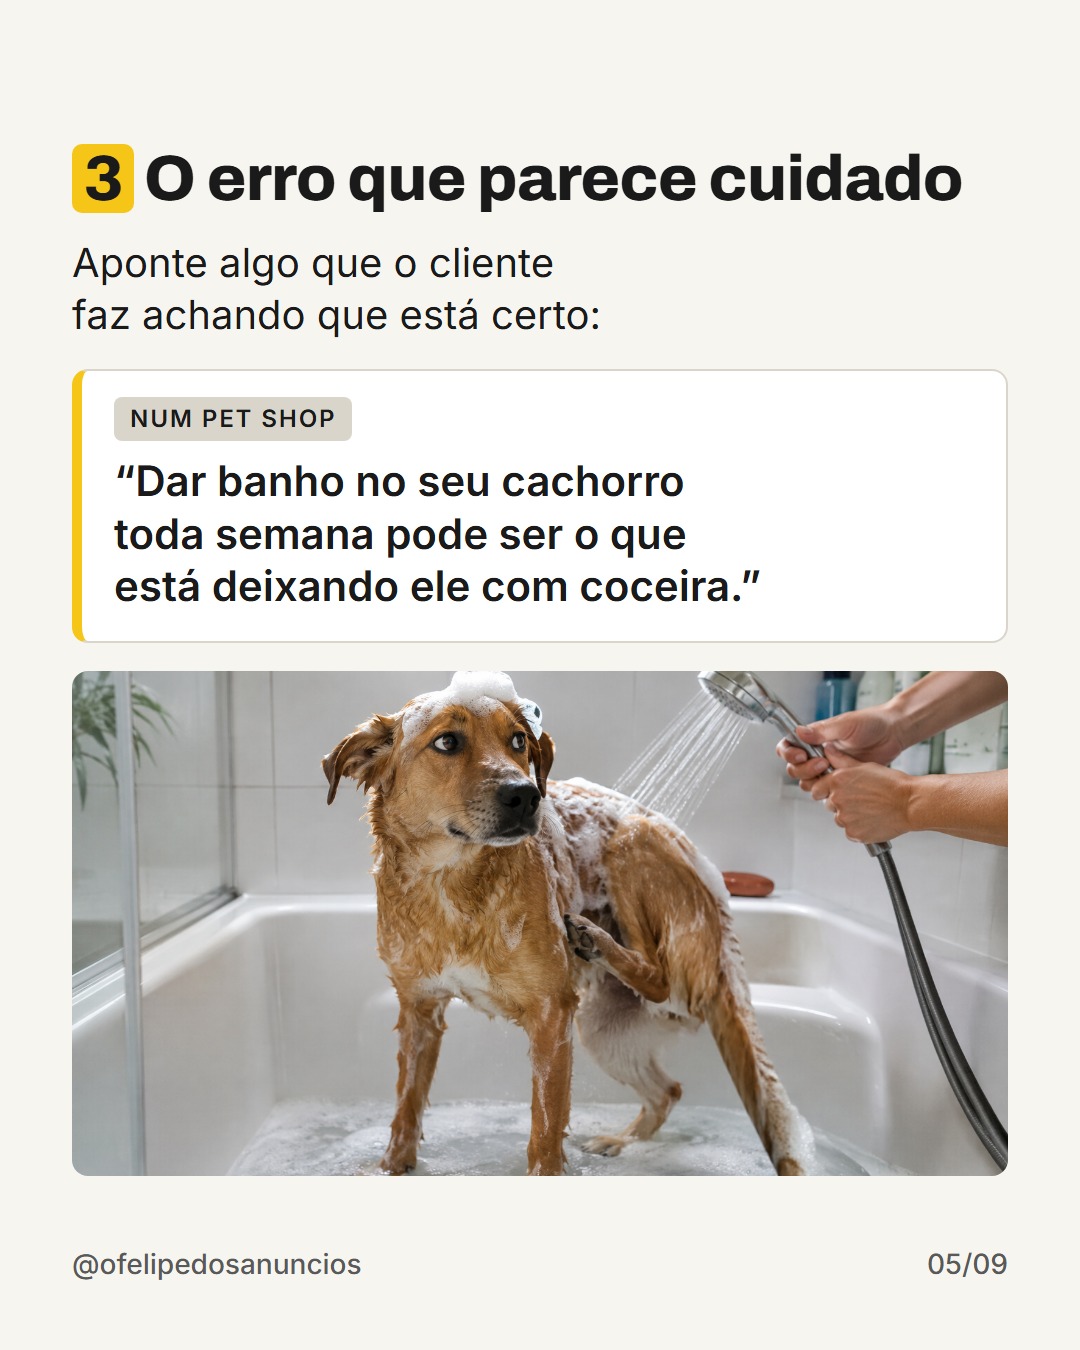 3 O erro que parece cuidado
Aponte algo que o cliente
faz achando que está certo:
NUM PET SHOP
“Dar banho no seu cachorro
toda semana pode ser o que
está deixando ele com coceira.”
@ofelipedosanuncios
05/09